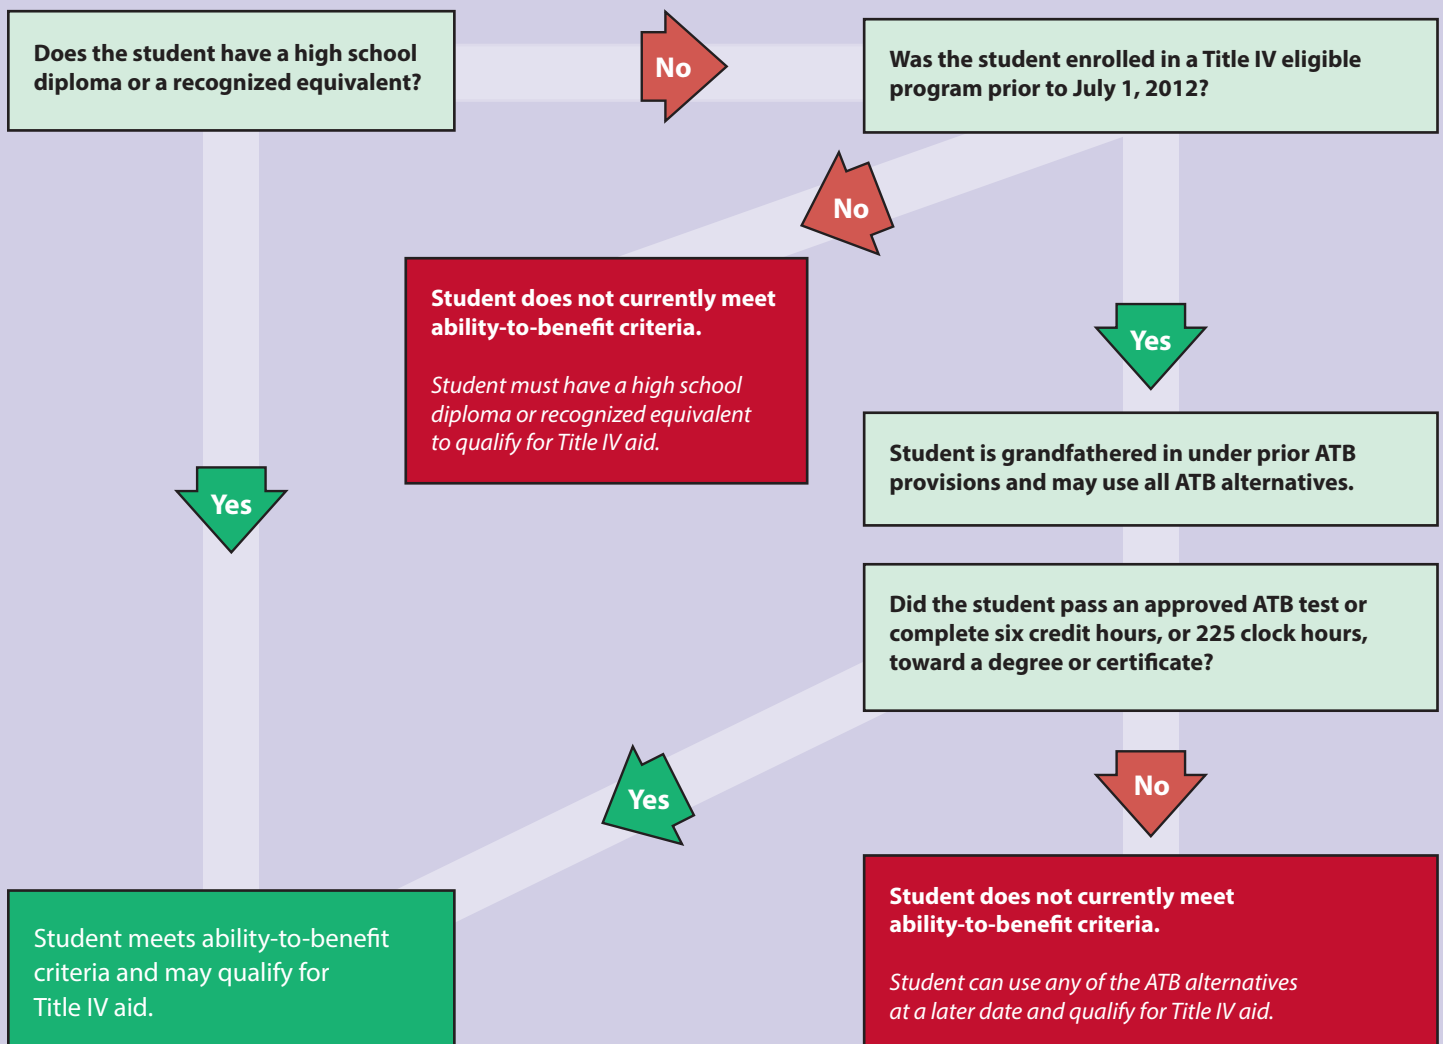 Does the student have a high school
diploma or a recognized equivalent?
No
Was the student enrolled in a Title IV eligible
program prior to July 1, 2012?
No
Student does not currently meet
ability-to-benefit criteria.
Student must have a high school
diploma or recognized equivalent
to qualify for Title IV aid.
Yes
Student is grandfathered in under prior ATB
provisions and may use all ATB alternatives.
Yes
Did the student pass an approved ATB test or
complete six credit hours, or 225 clock hours,
toward a degree or certificate?
Yes
No
Student meets ability-to-benefit
criteria and may qualify for
Title IV aid.
Student does not currently meet
ability-to-benefit criteria.
Student can use any of the ATB alternatives
at a later date and qualify for Title IV aid.